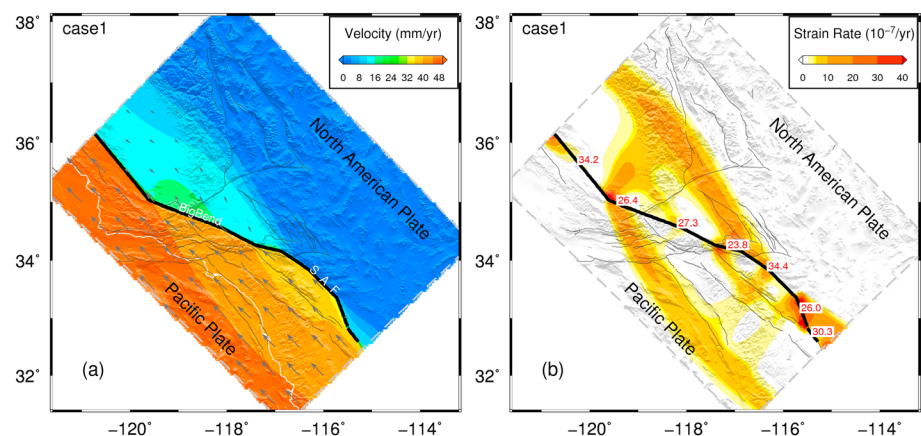 case1
Velocity (mm/yr)
0 8 16 24 32 40 48
North American Plate
BigBend
S. A. F.
Pacific Plate
(a)
38°
36°
34°
32°
−120°
−118°
−116°
−114°
case1
Strain Rate (10⁻⁷/yr)
0 10 20 30 40
North American Plate
34.2
26.4
27.3
23.8
34.4
26.0
30.3
Pacific Plate
(b)
38°
36°
34°
32°
−120°
−118°
−116°
−114°